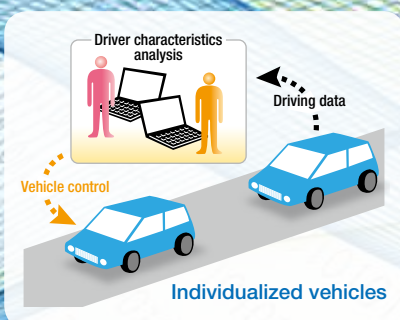 Driver characteristics
analysis
Driving data
Vehicle control
Individualized vehicles